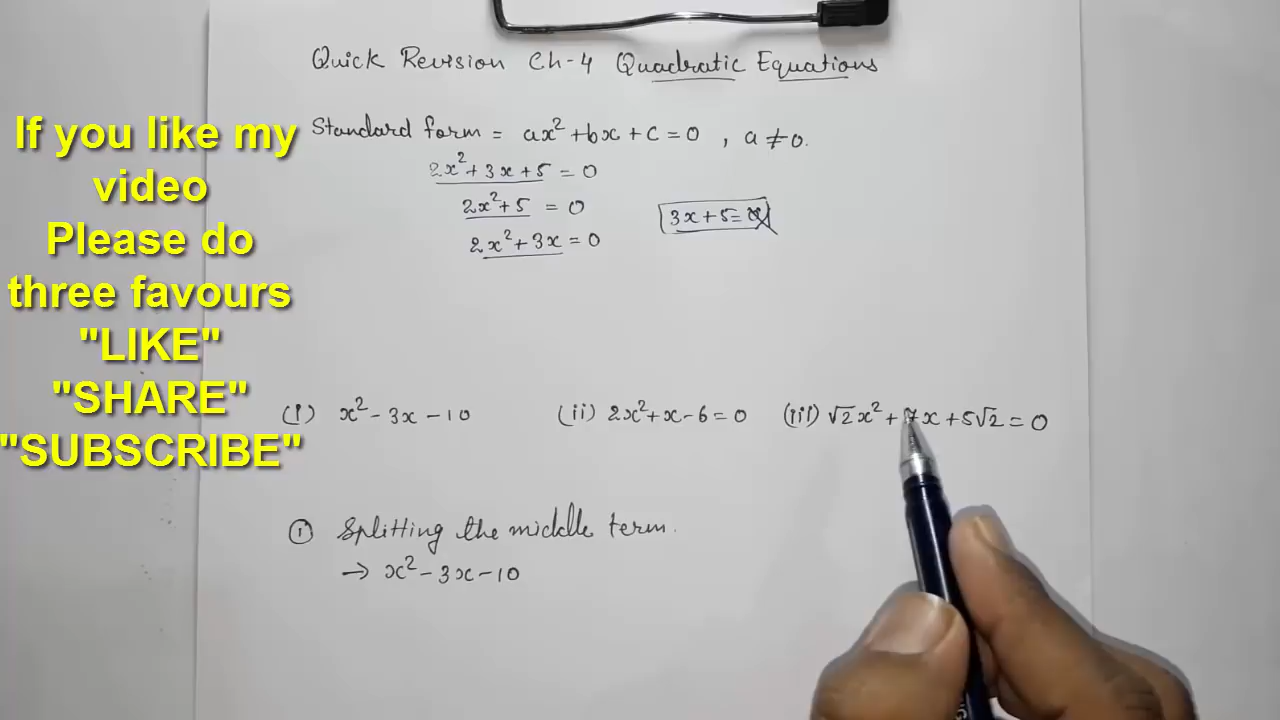 Quick Revision Ch-4 Quadratic Equations
Standard form = ax²+bx+c=0 , a≠0.
2x²+3x+5 = 0
2x²+5 = 0
3x+5=0
2x²+3x = 0
If you like my
video
Please do
three favours
"LIKE"
"SHARE"
"SUBSCRIBE"
(i) x²-3x-10
(ii) 2x²+x-6=0
(iii) √2x²+7x+5√2=0
① Splitting the middle term.
→ x²-3x-10